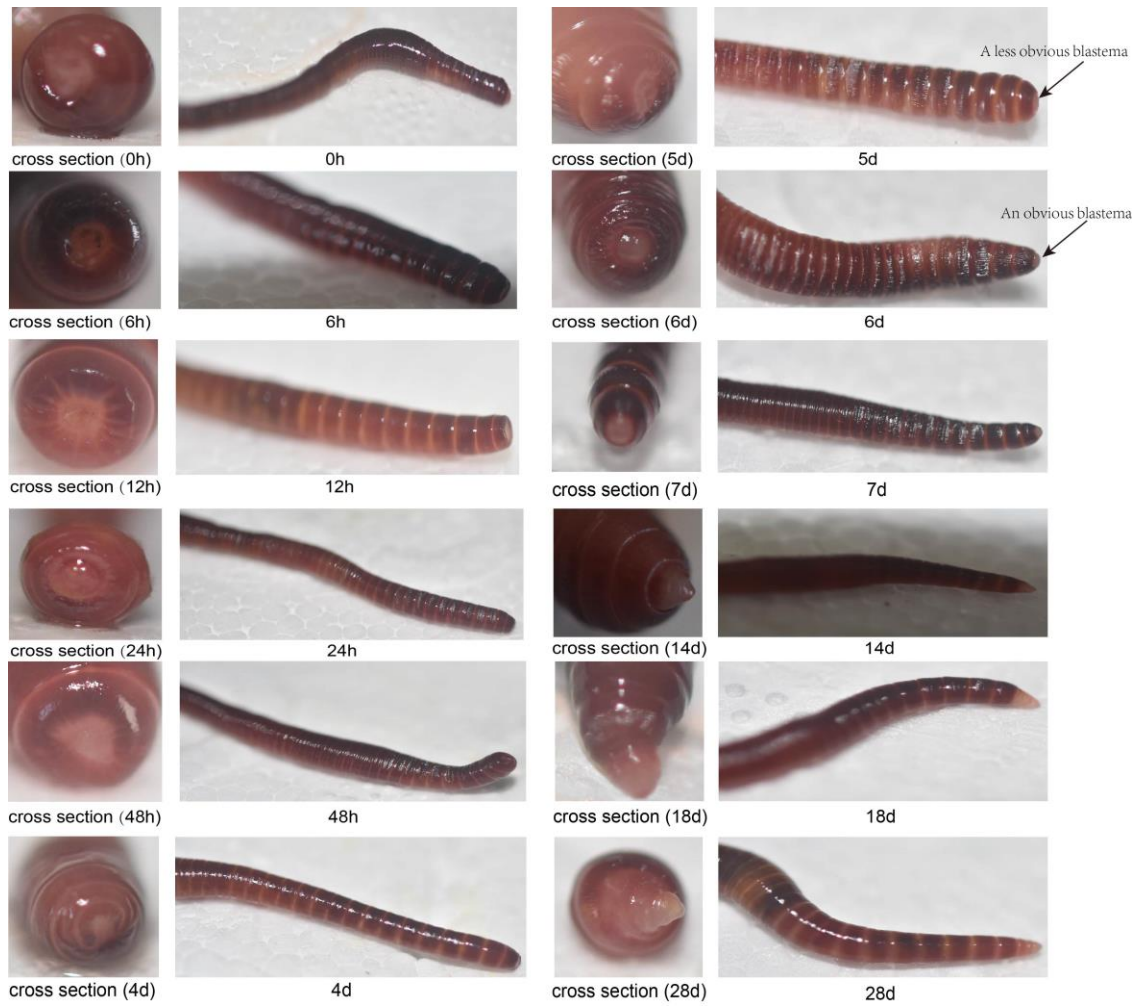 A less obvious blastema
cross section (0h)
0h
cross section (5d)
5d
An obvious blastema
cross section (6h)
6h
cross section (6d)
6d
cross section (12h)
12h
cross section (7d)
7d
cross section (24h)
24h
cross section (14d)
14d
cross section (48h)
48h
cross section (18d)
18d
cross section (4d)
4d
cross section (28d)
28d